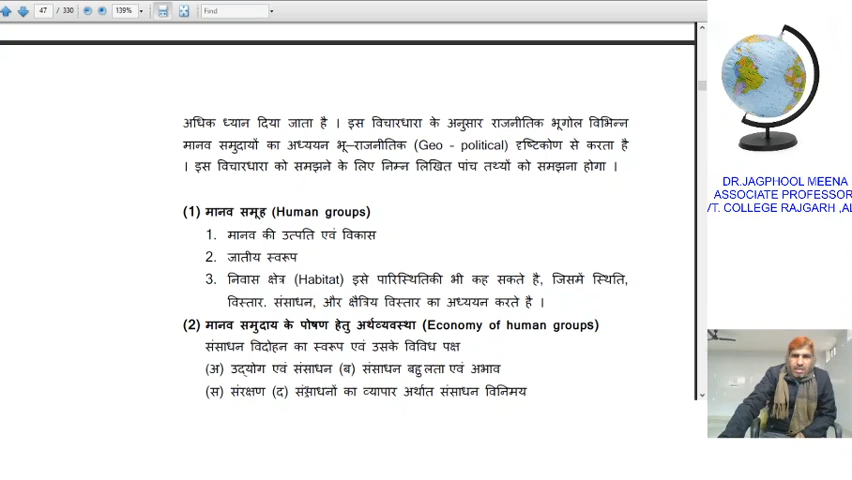 47 / 330 139% Find
अधिक ध्यान दिया जाता है । इस विचारधारा के अनुसार राजनीतिक भूगोल विभिन्न
मानव समुदायों का अध्ययन भू–राजनीतिक (Geo - political) दृष्टिकोण से करता है
। इस विचारधारा को समझने के लिए निम्न लिखित पांच तथ्यों को समझना होगा ।
(1) मानव समूह (Human groups)
1. मानव की उत्पति एवं विकास
2. जातीय स्वरूप
3. निवास क्षेत्र (Habitat) इसे पारिस्थितिकी भी कह सकते है, जिसमें स्थिति,
विस्तार. संसाधन, और क्षैत्रिय विस्तार का अध्ययन करते है ।
(2) मानव समुदाय के पोषण हेतु अर्थव्यवस्था (Economy of human groups)
संसाधन विदोहन का स्वरूप एवं उसके विविध पक्ष
(अ) उद्योग एवं संसाधन (ब) संसाधन बहुलता एवं अभाव
(स) संरक्षण (द) संसाधनों का व्यापार अर्थात संसाधन विनिमय
DR.JAGPHOOL MEENA
ASSOCIATE PROFESSOR
VT. COLLEGE RAJGARH ,AL